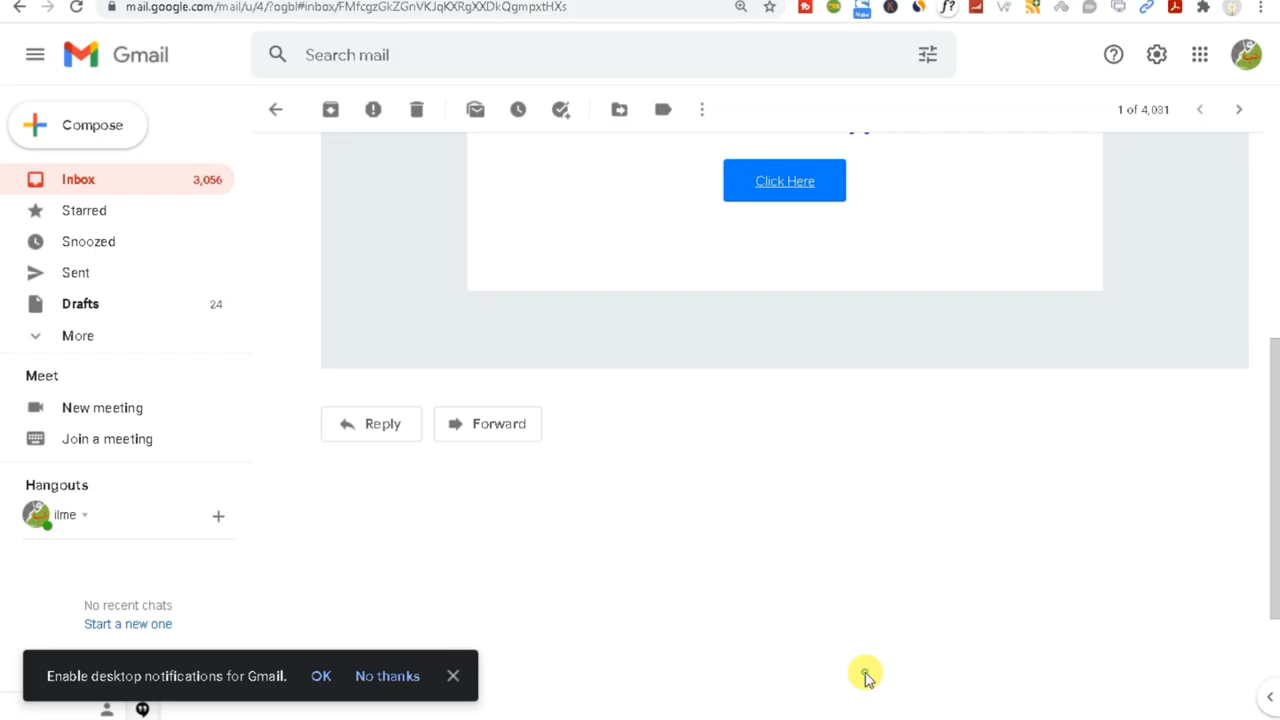 mail.google.com/mail/u/4/?ogbl#inbox/FMfcgzGkZGnVKJqKXRgXXDkQgmpxtHXs
New
Gmail
Search mail
Compose
1 of 4,031
Inbox 3,056
Click Here
Starred
Snoozed
Sent
Drafts 24
More
Meet
New meeting
Reply
Forward
Join a meeting
Hangouts
ilme
No recent chats
Start a new one
Enable desktop notifications for Gmail. OK No thanks